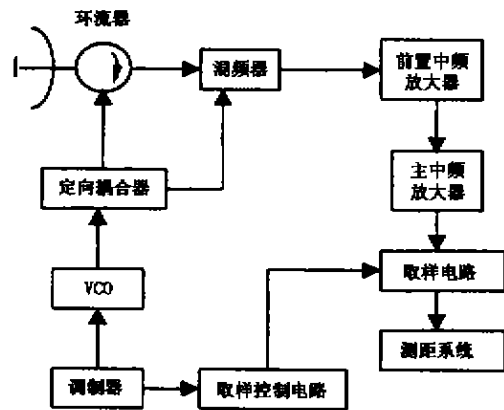 环流器
混频器
前置中频
放大器
定向耦合器
主中频
放大器
VCO
取样电路
测距系统
调制器
取样控制电路